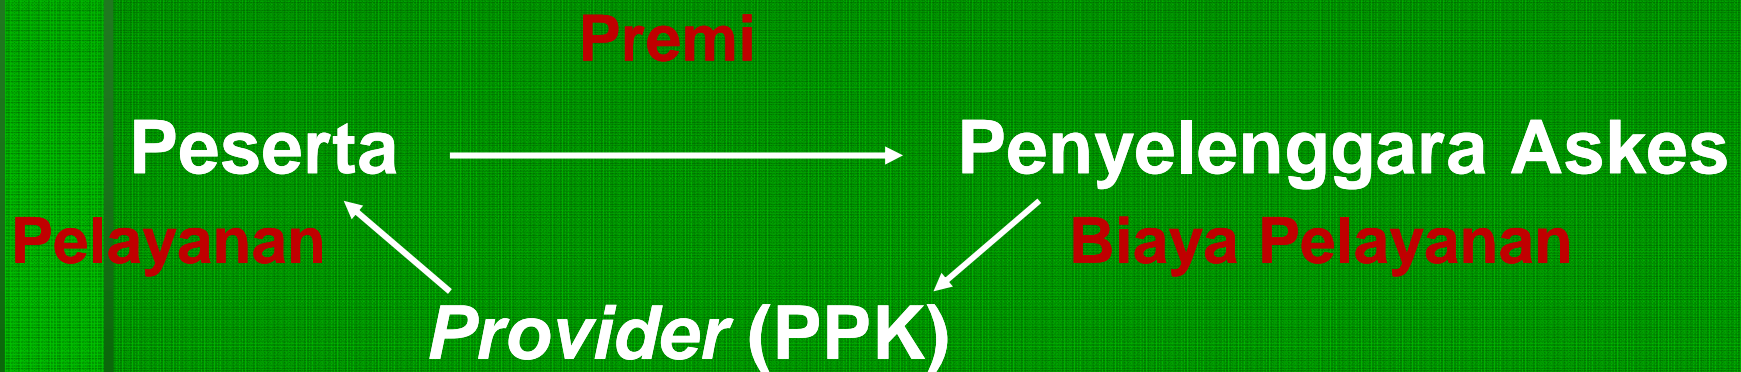 Premi
Peserta Penyelenggara Askes
Pelayanan Biaya Pelayanan
Provider (PPK)